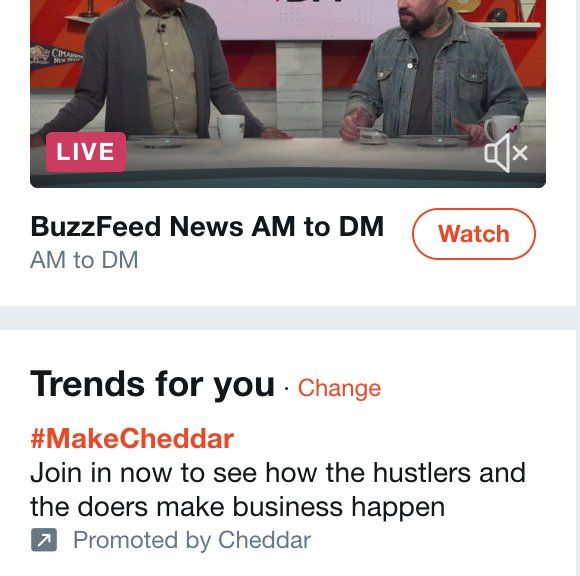 CIMARRON
LIVE
BuzzFeed News AM to DM
Watch
AM to DM
Trends for you · Change
#MakeCheddar
Join in now to see how the hustlers and
the doers make business happen
Promoted by Cheddar